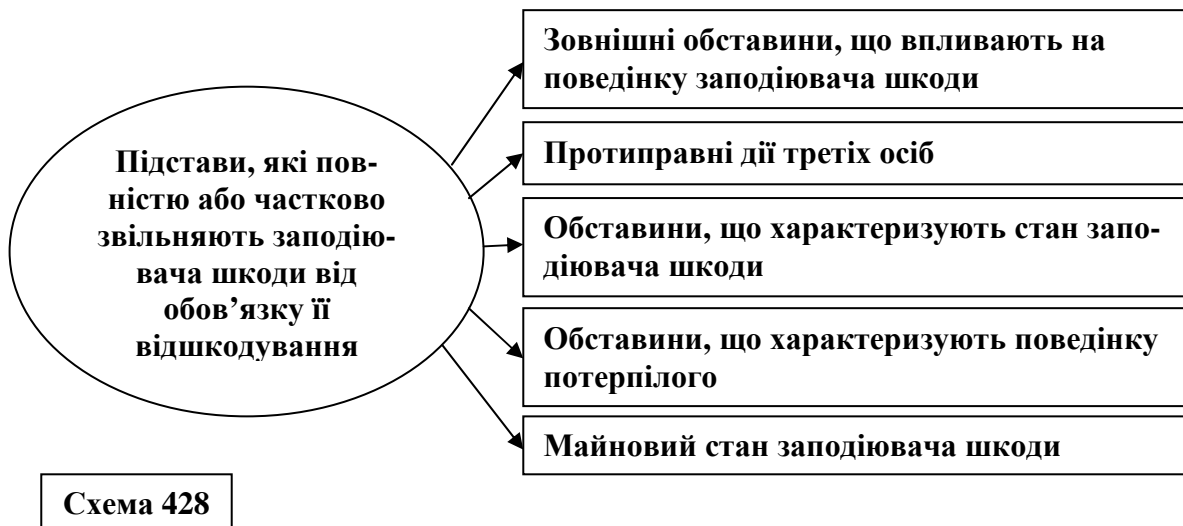 Підстави, які пов-
ністю або частково
звільняють заподію-
вача шкоди від
обов’язку її
відшкодування
Зовнішні обставини, що впливають на
поведінку заподіювача шкоди
Протиправні дії третіх осіб
Обставини, що характеризують стан запо-
діювача шкоди
Обставини, що характеризують поведінку
потерпілого
Майновий стан заподіювача шкоди
Схема 428